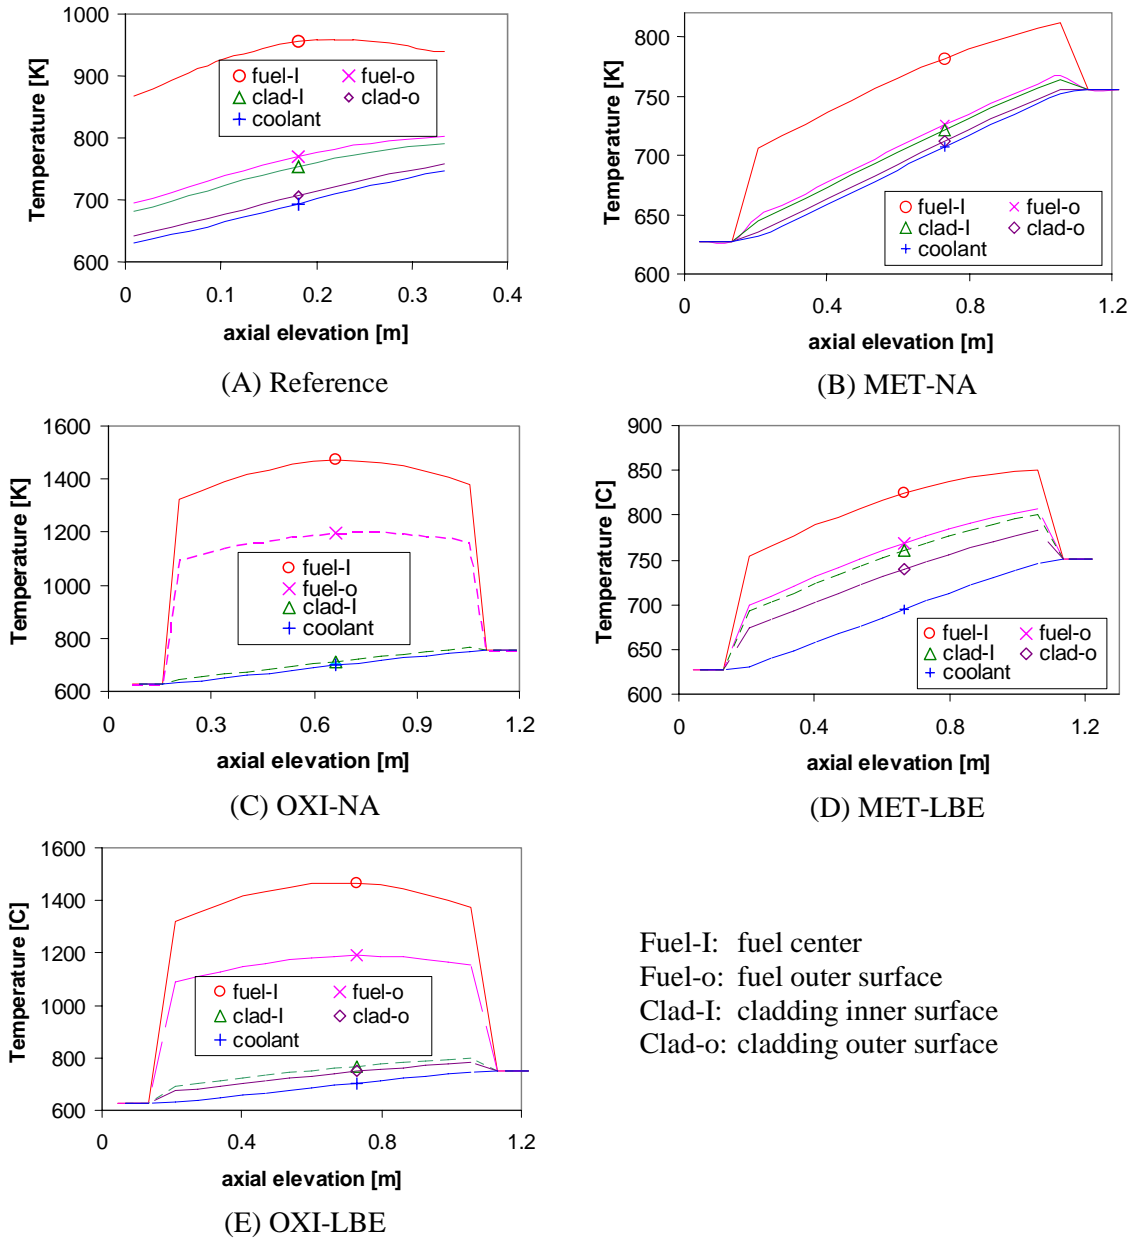 1000
900
800
700
600
Temperature [K]
fuel-I fuel-o
clad-I clad-o
coolant
0 0.1 0.2 0.3 0.4
axial elevation [m]
(A) Reference
800
750
700
650
600
Temperature [K]
fuel-I fuel-o
clad-I clad-o
coolant
0 0.4 0.8 1.2
axial elevation [m]
(B) MET-NA
1600
1400
1200
1000
800
600
Temperature [K]
fuel-I
fuel-o
clad-I
coolant
0 0.3 0.6 0.9 1.2
axial elevation [m]
(C) OXI-NA
900
850
800
750
700
650
600
Temperature [C]
fuel-I fuel-o
clad-I clad-o
coolant
0 0.4 0.8 1.2
axial elevation [m]
(D) MET-LBE
1600
1400
1200
1000
800
600
Temperature [C]
fuel-I fuel-o
clad-I clad-o
coolant
0 0.4 0.8 1.2
axial elevation [m]
(E) OXI-LBE
Fuel-I: fuel center
Fuel-o: fuel outer surface
Clad-I: cladding inner surface
Clad-o: cladding outer surface